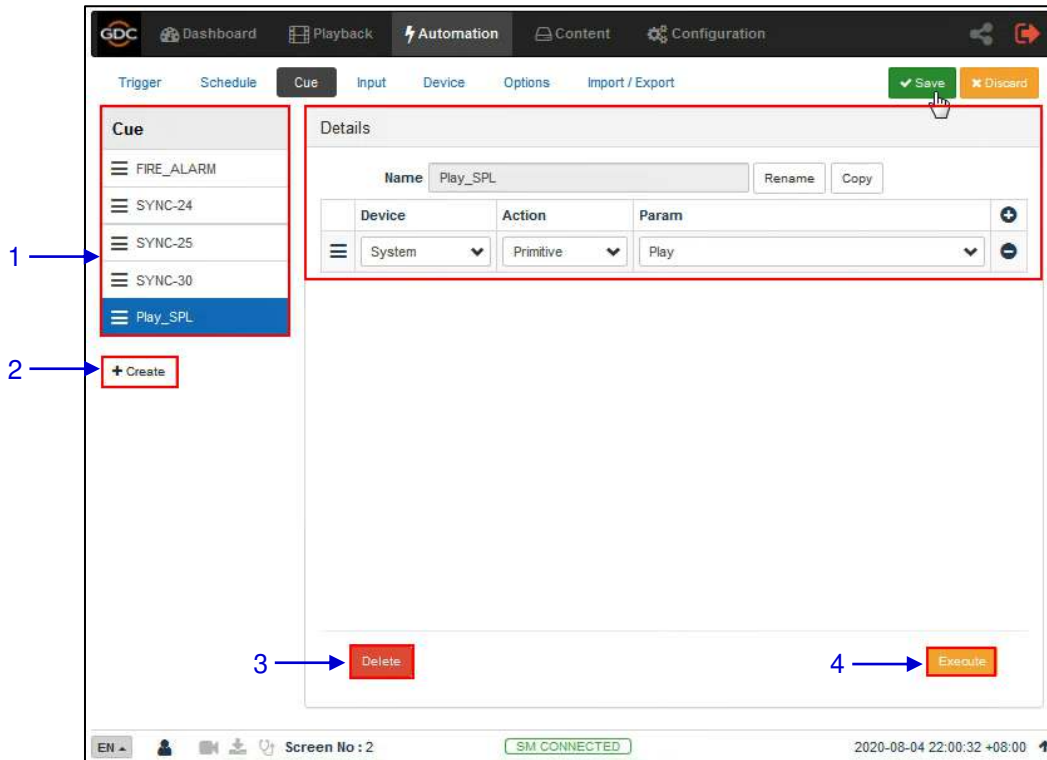 GDC Dashboard Playback Automation Content Configuration
Trigger Schedule Cue Input Device Options Import / Export Save Discard
Cue
FIRE_ALARM
SYNC-24
SYNC-25
SYNC-30
Play_SPL
+ Create
Details
Name Play_SPL Rename Copy
Device Action Param
System Primitive Play
Delete
Execute
1
2
3
4
EN Screen No : 2 SM CONNECTED 2020-08-04 22:00:32 +08:00